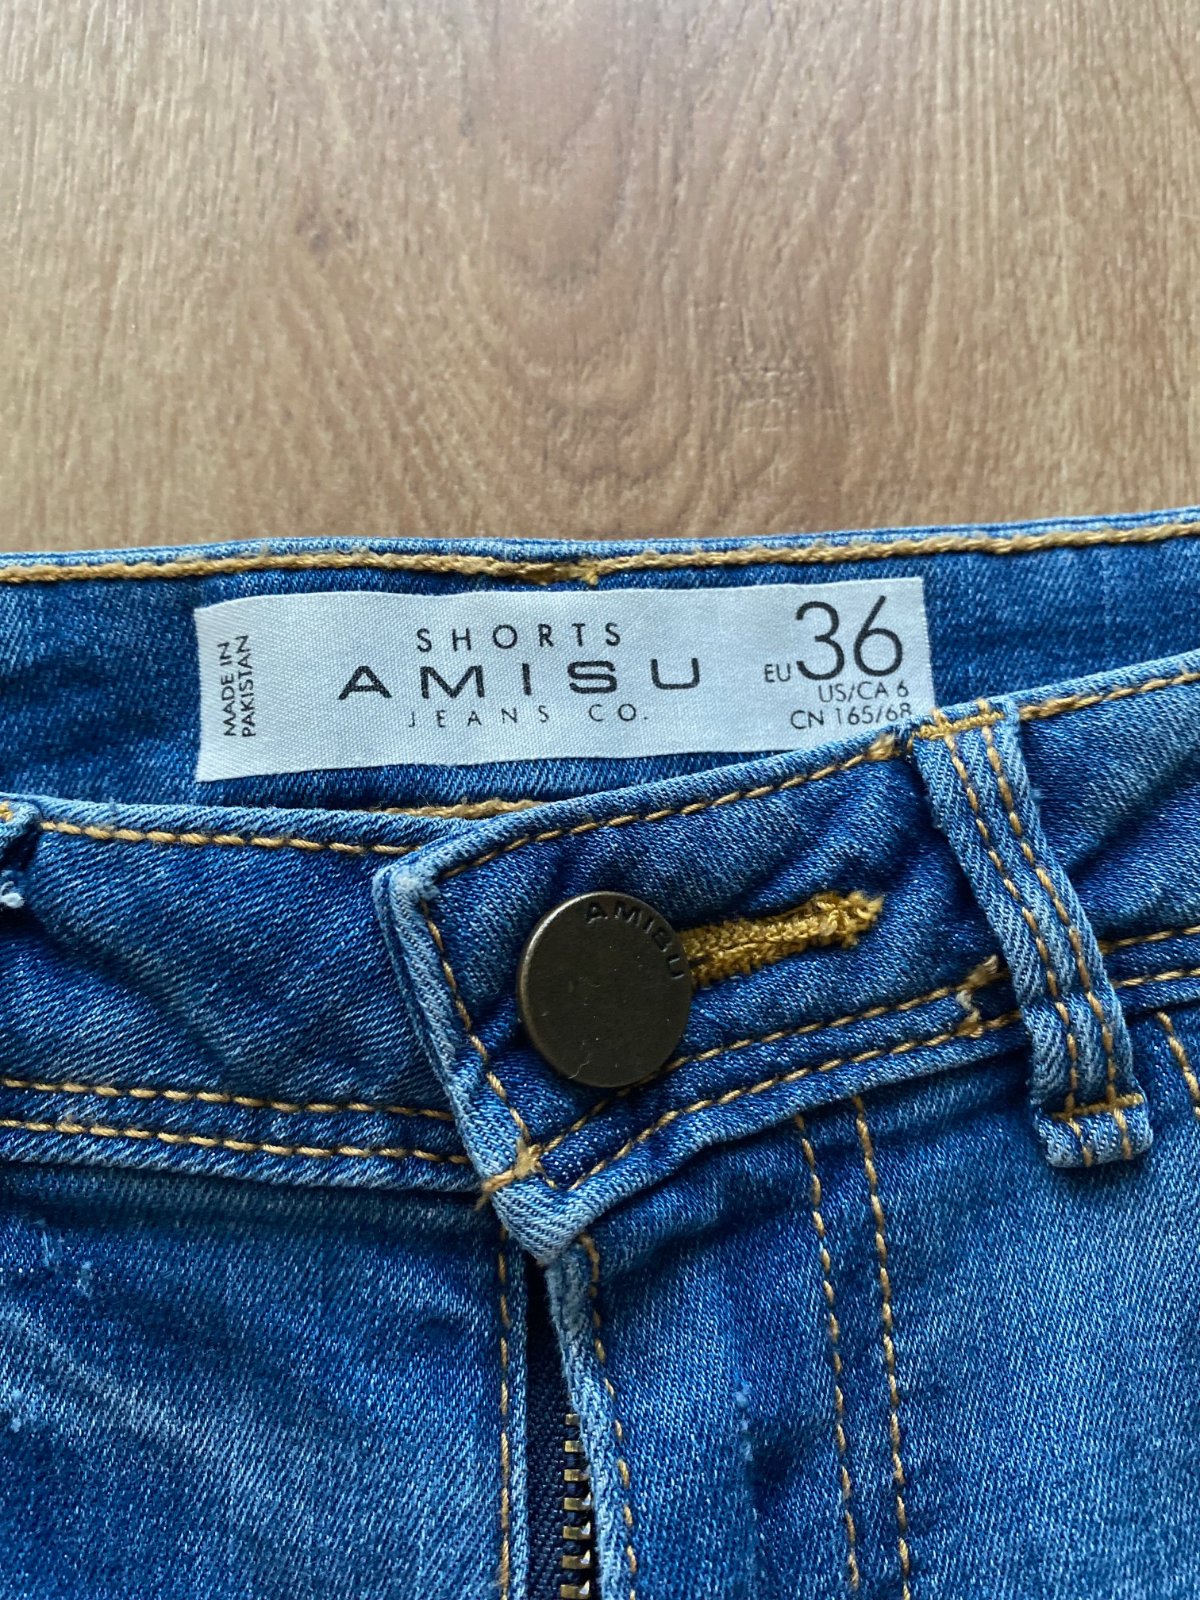 MADE IN
PAKISTAN
SHORTS
AMISU
JEANS CO.
EU 36
US/CA 6
CN 165/68
AMISU